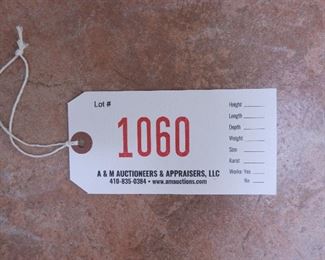 Lot #
1060
A & M AUCTIONEERS & APPRAISERS, LLC
410-835-0384 • www.amauctions.com
Height
Length
Depth
Weight
Size
Karat
Works: Yes
No